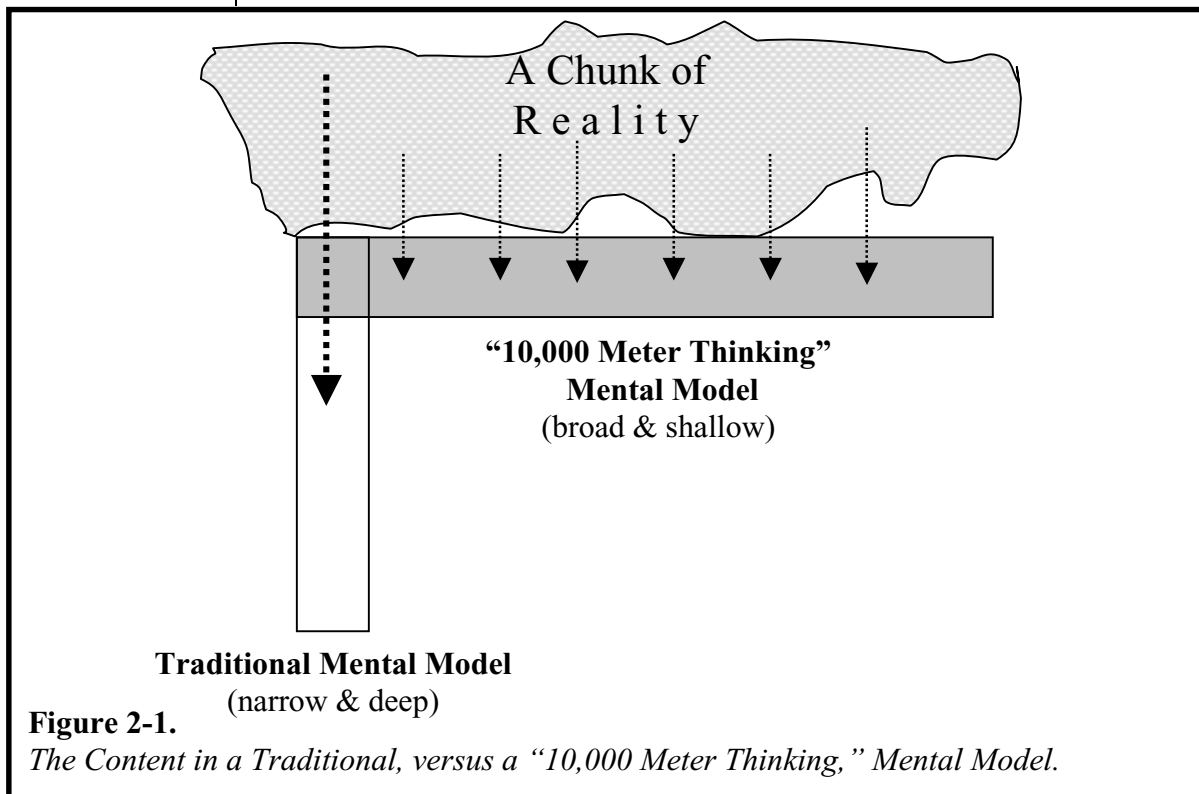 A Chunk of
R e a l i t y
“10,000 Meter Thinking”
Mental Model
(broad & shallow)
Traditional Mental Model
(narrow & deep)
Figure 2-1.
The Content in a Traditional, versus a “10,000 Meter Thinking,” Mental Model.